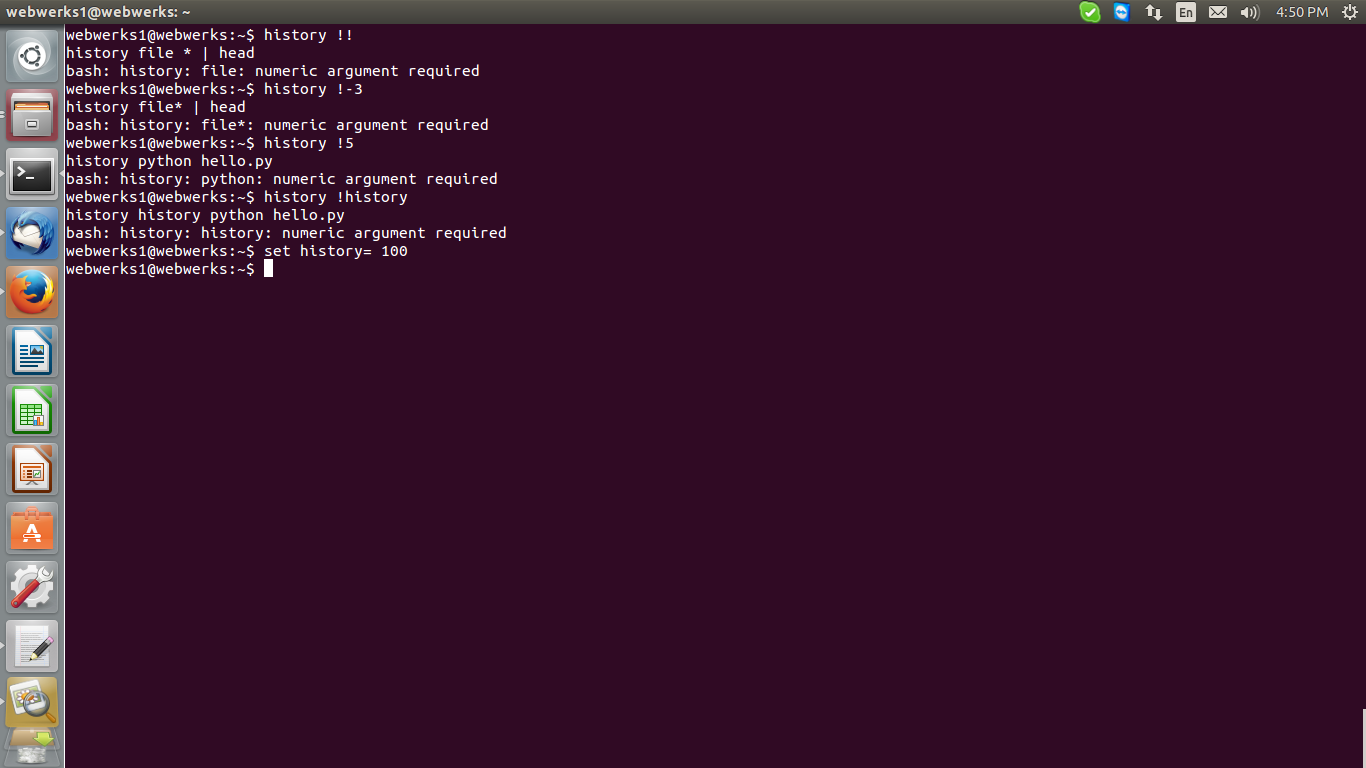 webwerks1@webwerks: ~
En
4:50 PM
webwerks1@webwerks:~$ history !!
history file * | head
bash: history: file: numeric argument required
webwerks1@webwerks:~$ history !-3
history file* | head
bash: history: file*: numeric argument required
webwerks1@webwerks:~$ history !5
history python hello.py
bash: history: python: numeric argument required
webwerks1@webwerks:~$ history !history
history history python hello.py
bash: history: history: numeric argument required
webwerks1@webwerks:~$ set history= 100
webwerks1@webwerks:~$